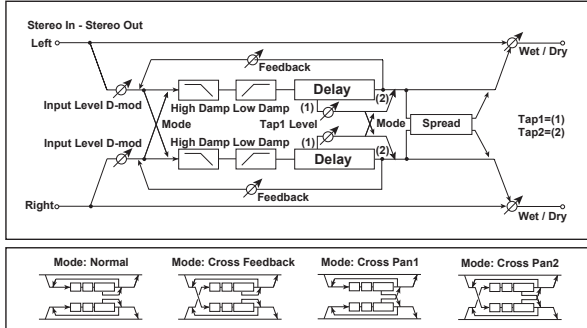 Stereo In - Stereo Out
Left
Wet / Dry
Feedback
Input Level D-mod
High Damp Low Damp
Delay
(1)
(2)
Mode
Tap1 Level
Mode
Spread
Tap1=(1)
Tap2=(2)
Input Level D-mod
High Damp Low Damp
(1)
Delay
(2)
Feedback
Right
Wet / Dry
Mode: Normal
Mode: Cross Feedback
Mode: Cross Pan1
Mode: Cross Pan2